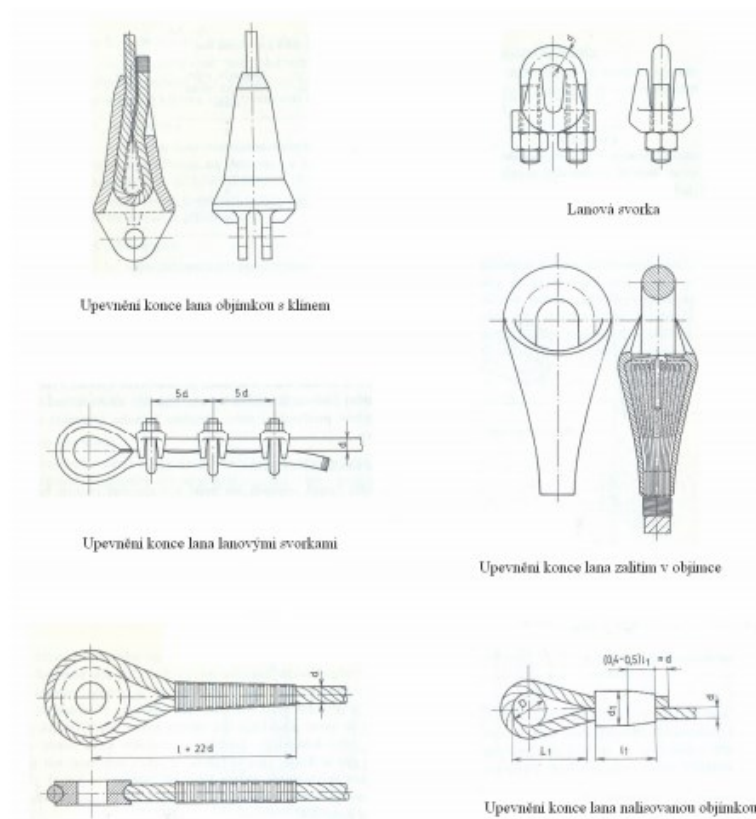 d
Lanová svorka
Upevnění konce lana objímkou s klínem
5d 5d
d
Upevnění konce lana lanovými svorkami
Upevnění konce lana zalitím v objímce
d
l + 22d
(0,4-0,5)l1 = d
D
d1
d
L1 l1
Upevnění konce lana nalisovanou objímkou